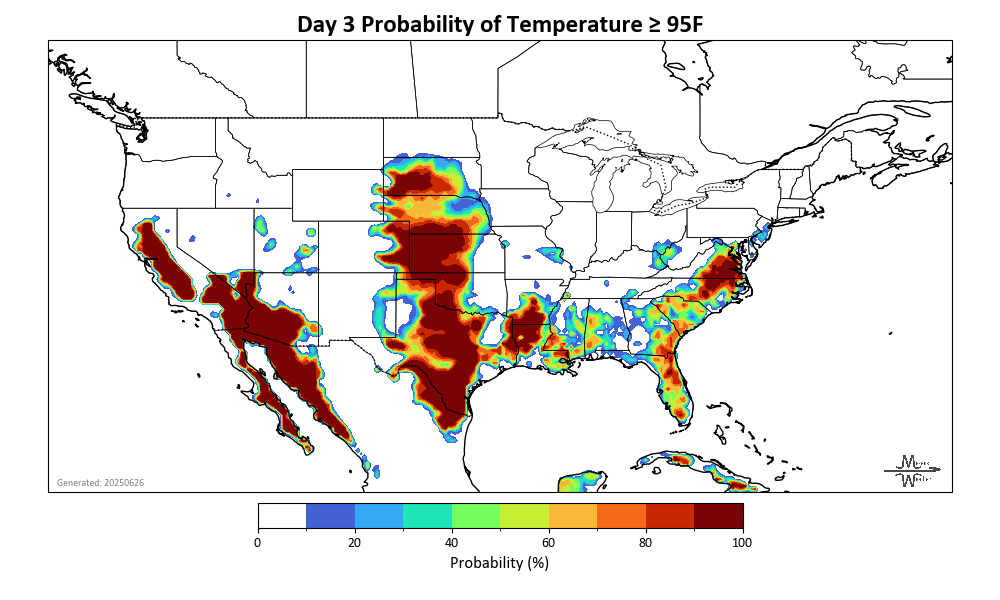 Day 3 Probability of Temperature ≥ 95F
Generated: 20250626
0 20 40 60 80 100
Probability (%)